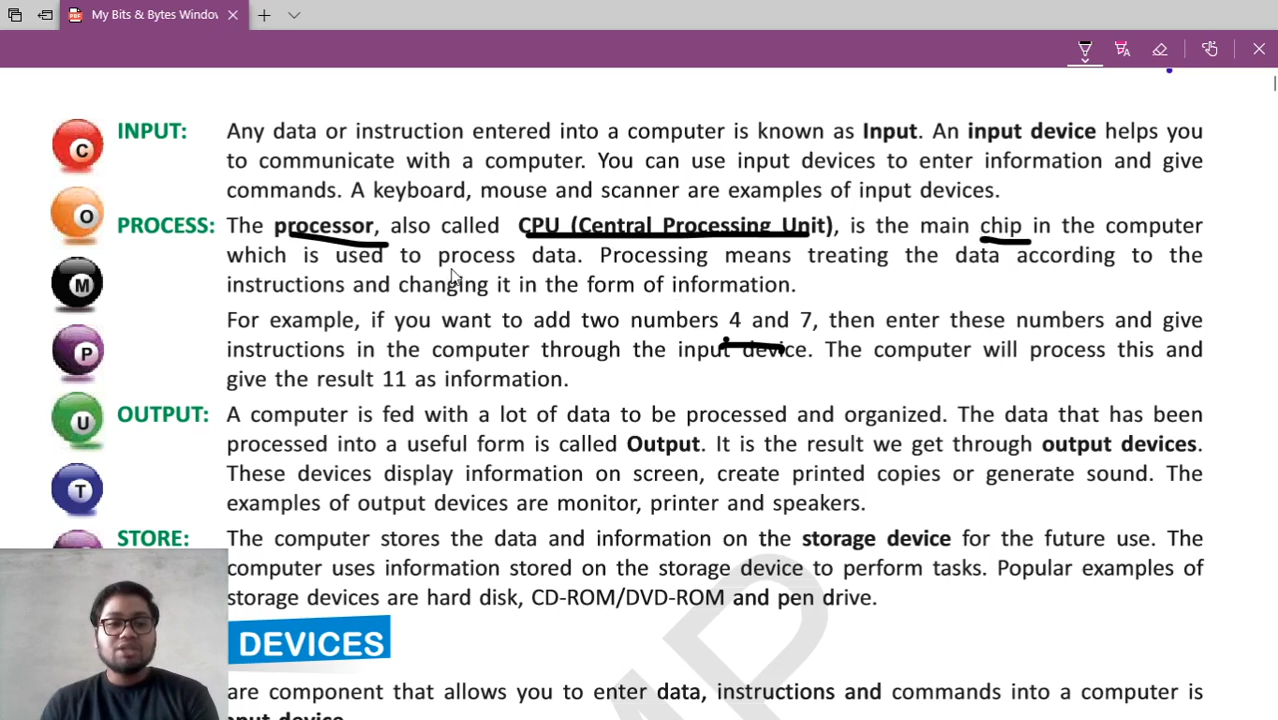 My Bits & Bytes Window
INPUT: Any data or instruction entered into a computer is known as Input. An input device helps you
to communicate with a computer. You can use input devices to enter information and give
commands. A keyboard, mouse and scanner are examples of input devices.
PROCESS: The processor, also called CPU (Central Processing Unit), is the main chip in the computer
which is used to process data. Processing means treating the data according to the
instructions and changing it in the form of information.
For example, if you want to add two numbers 4 and 7, then enter these numbers and give
instructions in the computer through the input device. The computer will process this and
give the result 11 as information.
OUTPUT: A computer is fed with a lot of data to be processed and organized. The data that has been
processed into a useful form is called Output. It is the result we get through output devices.
These devices display information on screen, create printed copies or generate sound. The
examples of output devices are monitor, printer and speakers.
STORE: The computer stores the data and information on the storage device for the future use. The
computer uses information stored on the storage device to perform tasks. Popular examples of
storage devices are hard disk, CD-ROM/DVD-ROM and pen drive.
DEVICES
are component that allows you to enter data, instructions and commands into a computer is
device.
C
O
M
P
U
T